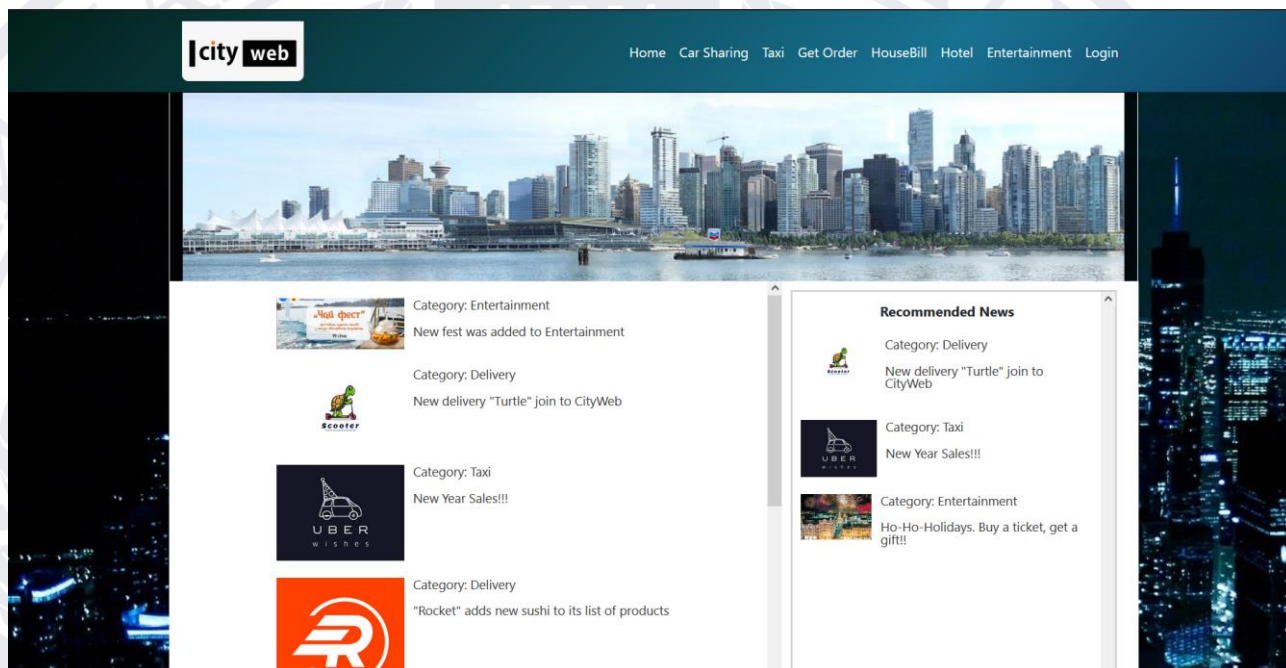 city web
Home Car Sharing Taxi Get Order HouseBill Hotel Entertainment Login
„Чай фест”
Category: Entertainment
New fest was added to Entertainment
Scooter
Category: Delivery
New delivery "Turtle" join to CityWeb
UBER
wishes
Category: Taxi
New Year Sales!!!
Category: Delivery
"Rocket" adds new sushi to its list of products
Recommended News
Scooter
Category: Delivery
New delivery "Turtle" join to
CityWeb
UBER
wishes
Category: Taxi
New Year Sales!!!
Category: Entertainment
Ho-Ho-Holidays. Buy a ticket, get a
gift!!